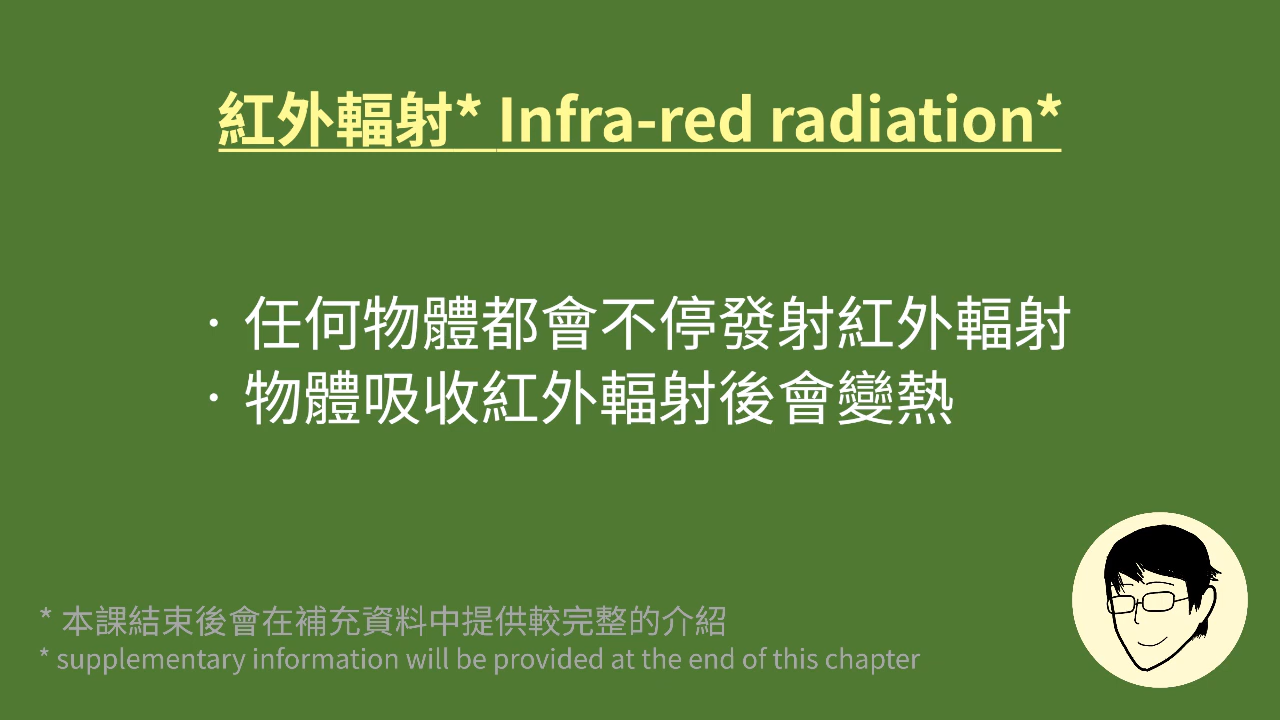 紅外輻射* Infra-red radiation*
· 任何物體都會不停發射紅外輻射
· 物體吸收紅外輻射後會變熱
* 本課結束後會在補充資料中提供較完整的介紹
* supplementary information will be provided at the end of this chapter